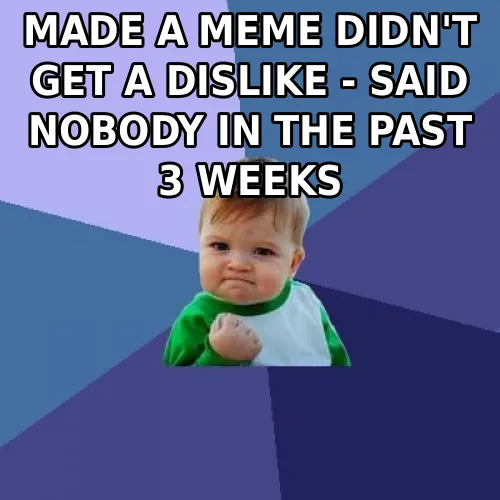 MADE A MEME DIDN'T
GET A DISLIKE - SAID
NOBODY IN THE PAST
3 WEEKS